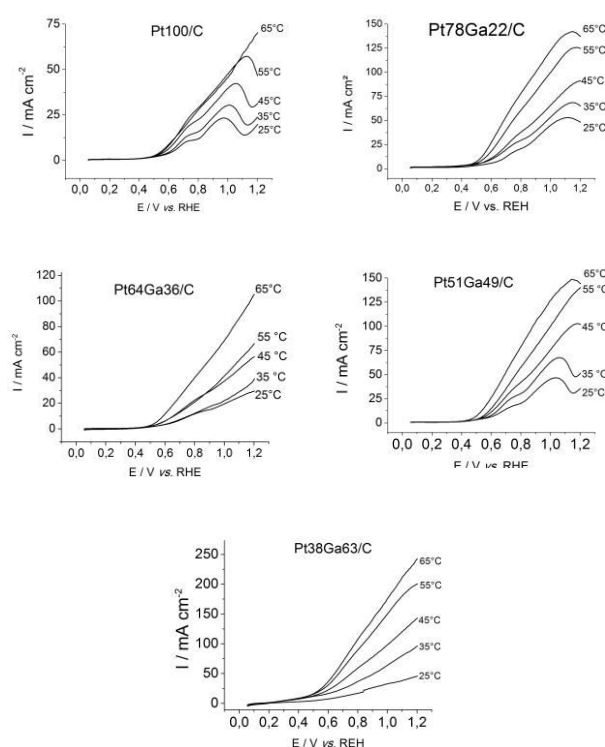 Pt100/C
I / mA cm-2
75
50
25
0
65°C
55°C
45°C
35°C
25°C
0,0 0,2 0,4 0,6 0,8 1,0 1,2
E / V vs. RHE
Pt78Ga22/C
I / mA cm²
150
125
100
75
50
25
0
65°C
55°C
45°C
35°C
25°C
0,0 0,2 0,4 0,6 0,8 1,0 1,2
E / V vs. REH
Pt64Ga36/C
I / mA cm-2
120
100
80
60
40
20
0
65°C
55 °C
45 °C
35 °C
25°C
0,0 0,2 0,4 0,6 0,8 1,0 1,2
E / V vs. RHE
Pt51Ga49/C
I / mA cm-2
150
125
100
75
50
25
0
65°C
55 °C
45 °C
35 °C
25°C
0,0 0,2 0,4 0,6 0,8 1,0 1,2
E / V vs. RHE
Pt38Ga63/C
I / mA cm-2
250
200
150
100
50
0
65°C
55°C
45°C
35°C
25°C
0,0 0,2 0,4 0,6 0,8 1,0 1,2
E / V vs. REH